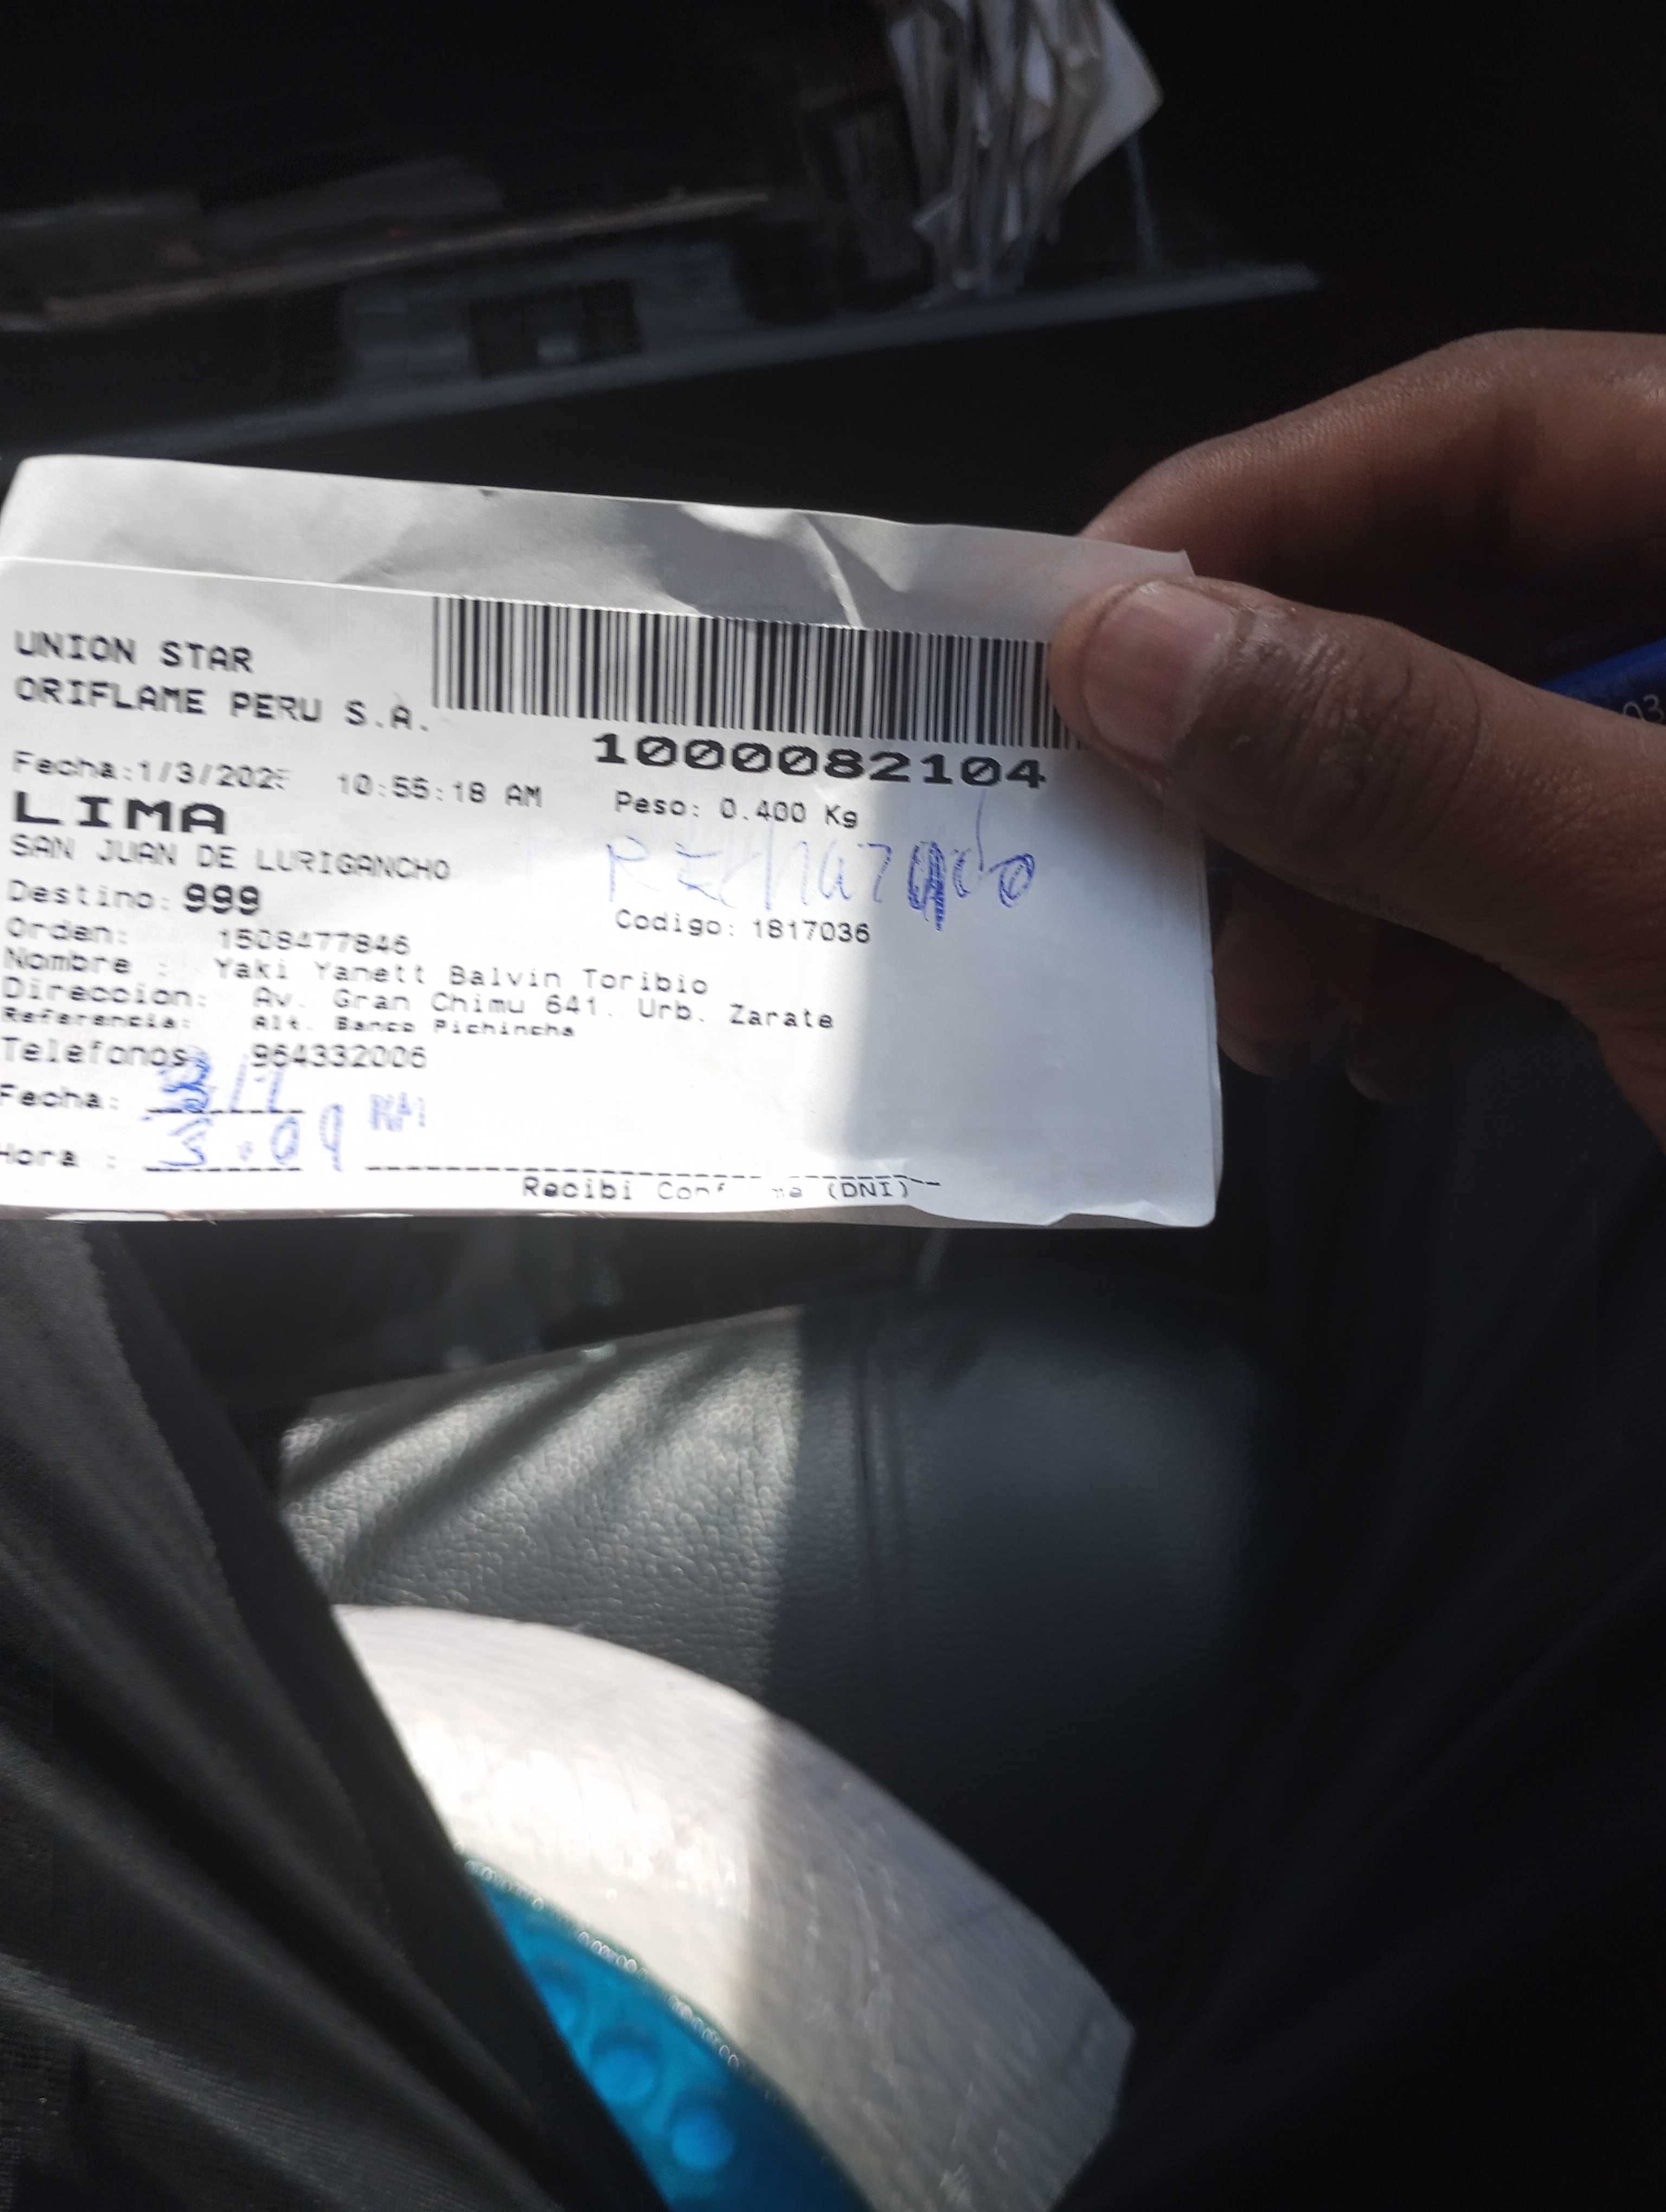 UNION STAR
ORIFLAME PERU S.A.
1000082104
Fecha:1/3/2025 10:55:18 AM
Peso: 0.400 Kg
LIMA
SAN JUAN DE LURIGANCHO
Rechazado
Destino: 999
Codigo: 1817036
Orden: 1508477846
Nombre : Yaki Yanett Balvin Toribio
Direccion: Av. Gran Chimu 641. Urb. Zarate
Referencia: Alt. Banco Pichincha
Telefonos 964332006
Fecha:
Hora : 3:09
Recibi (DNI)
03